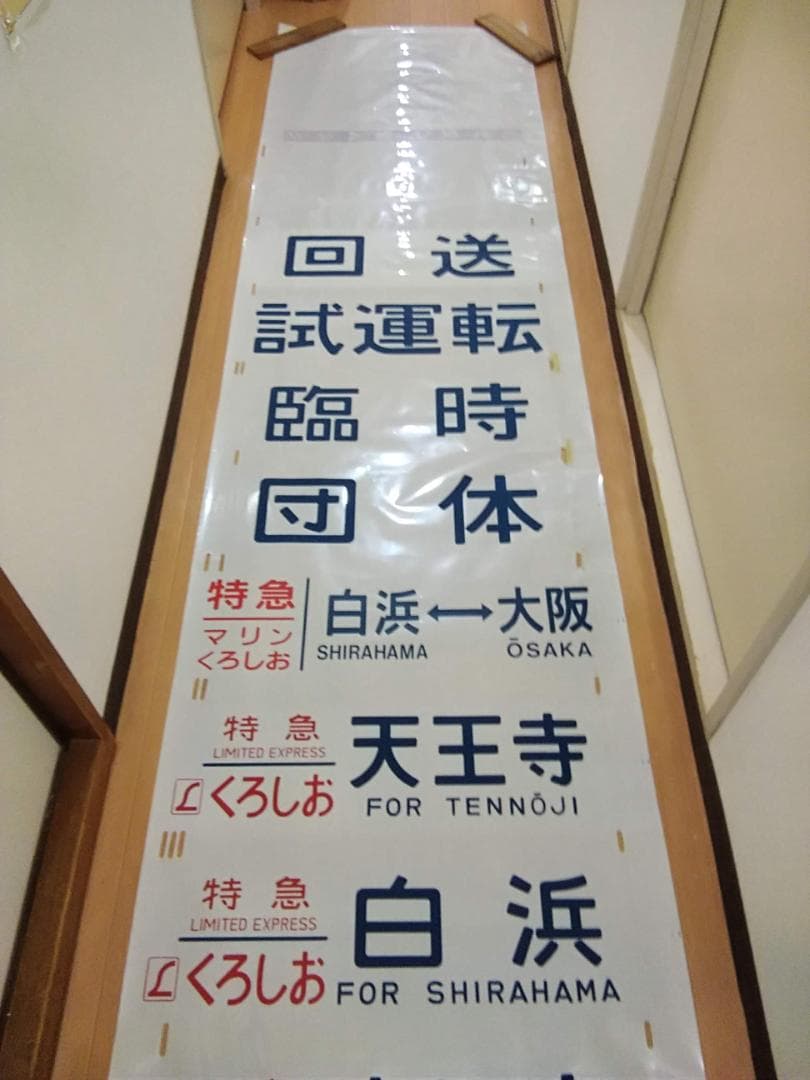 回送
試運転
臨時
団体
特急
マリン
くろしお
白浜↔大阪
SHIRAHAMA ŌSAKA
特急
LIMITED EXPRESS
くろしお
天王寺
FOR TENNŌJI
特急
LIMITED EXPRESS
くろしお
白浜
FOR SHIRAHAMA